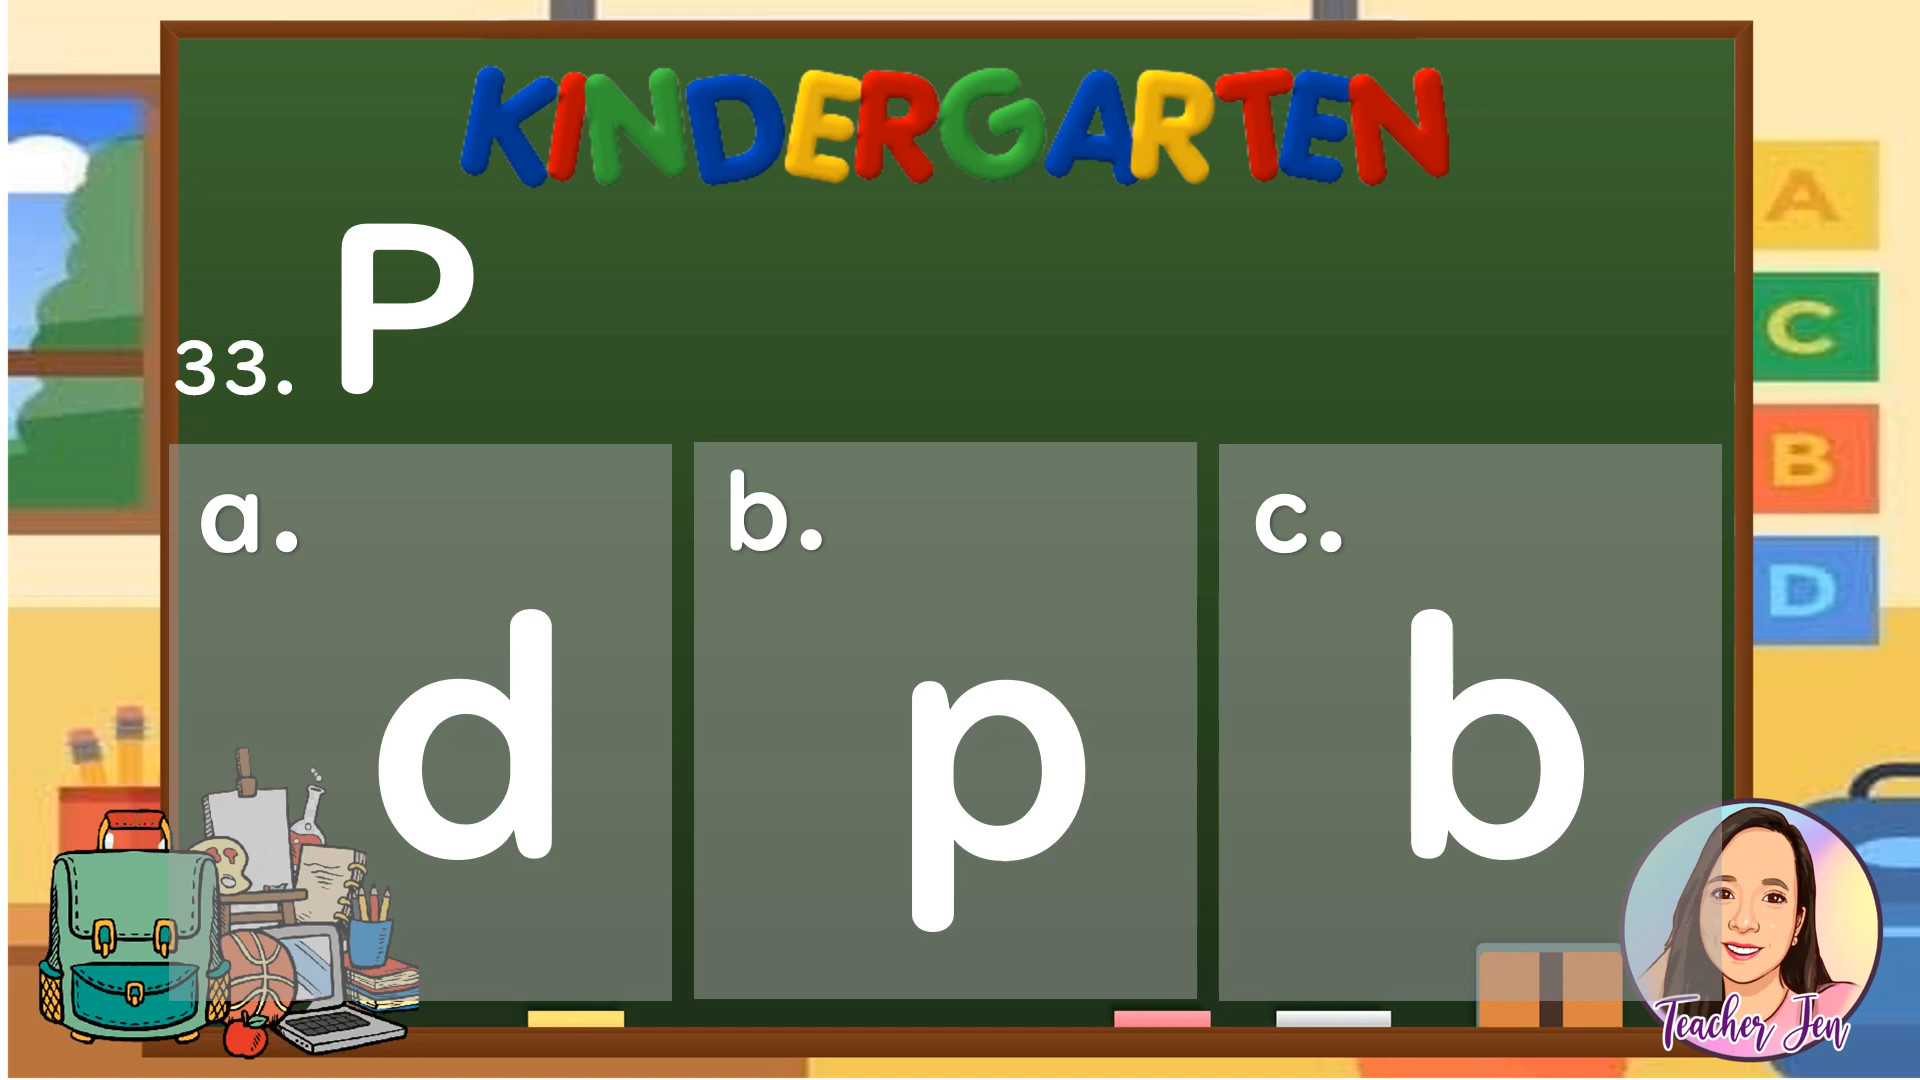 KINDERGARTEN
33. P
a. b. c.
d p b
A
C
B
D
Teacher Jen